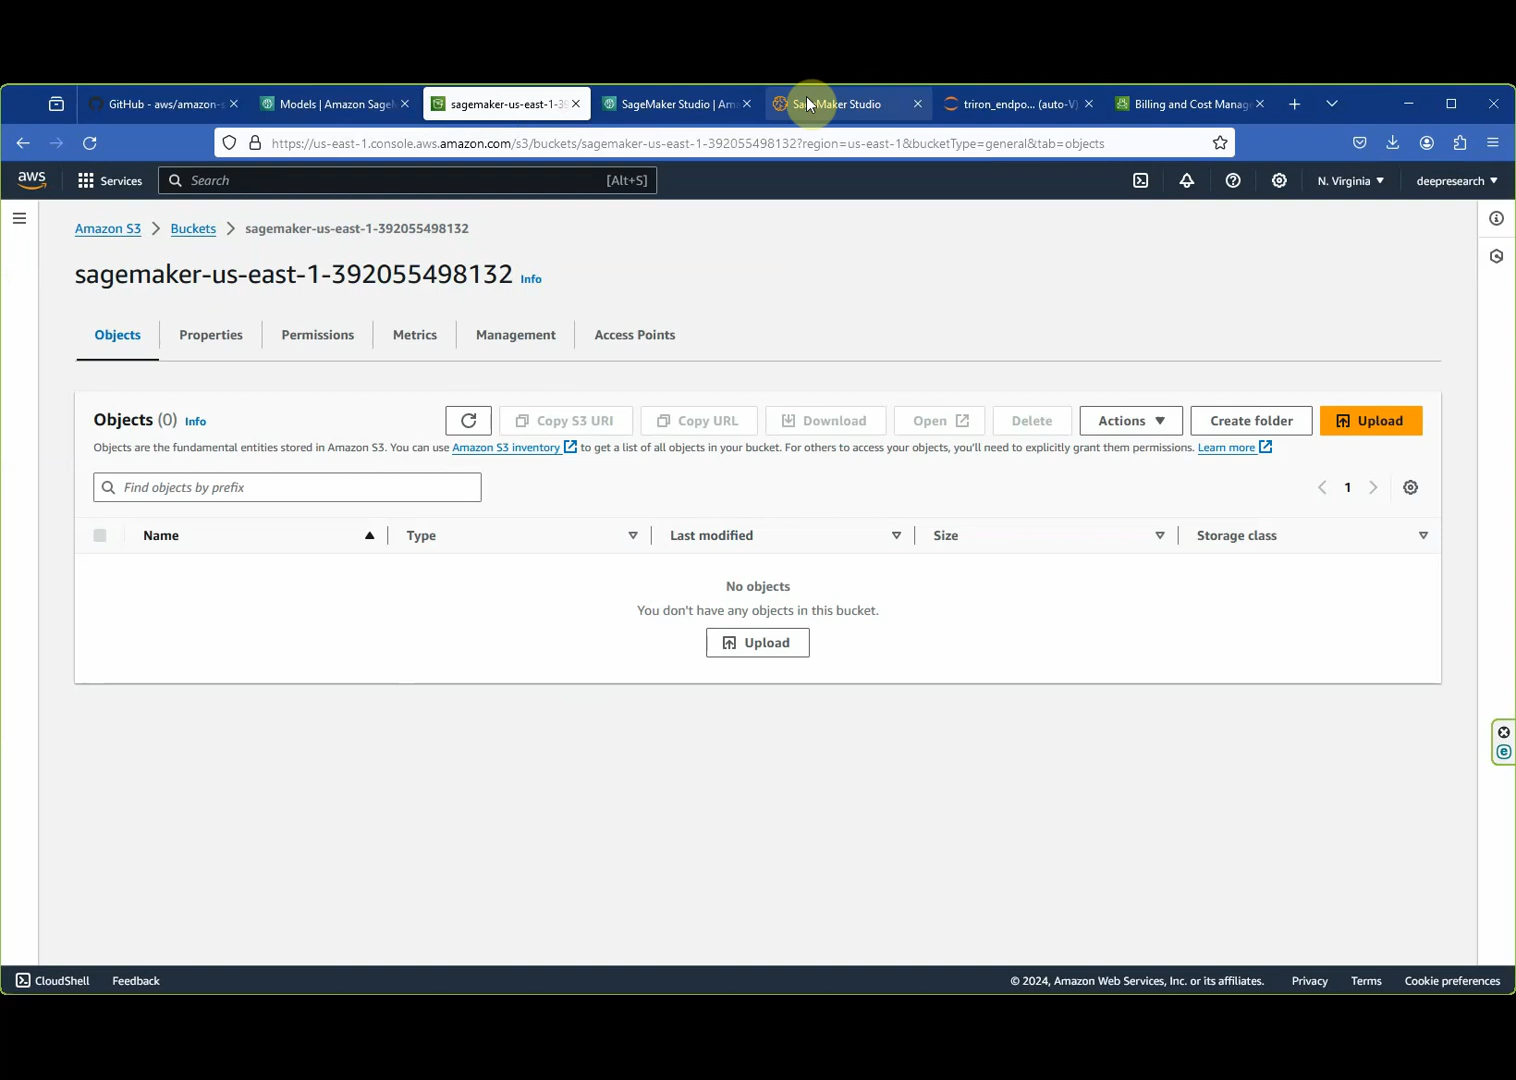 GitHub - aws/amazon-s
Models | Amazon Sagel
sagemaker-us-east-1-39
SageMaker Studio | Am
SageMaker Studio
triron_endpo... (auto-V)
Billing and Cost Manage
https://us-east-1.console.aws.amazon.com/s3/buckets/sagemaker-us-east-1-392055498132?region=us-east-1&bucketType=general&tab=objects
aws
Services
Search
[Alt+S]
N. Virginia
deepresearch
Amazon S3 > Buckets > sagemaker-us-east-1-392055498132
sagemaker-us-east-1-392055498132 Info
Objects
Properties
Permissions
Metrics
Management
Access Points
Objects (0) Info
Copy S3 URI
Copy URL
Download
Open
Delete
Actions
Create folder
Upload
Objects are the fundamental entities stored in Amazon S3. You can use Amazon S3 inventory to get a list of all objects in your bucket. For others to access your objects, you'll need to explicitly grant them permissions. Learn more
Find objects by prefix
1
Name
Type
Last modified
Size
Storage class
No objects
You don't have any objects in this bucket.
Upload
CloudShell
Feedback
© 2024, Amazon Web Services, Inc. or its affiliates.
Privacy
Terms
Cookie preferences